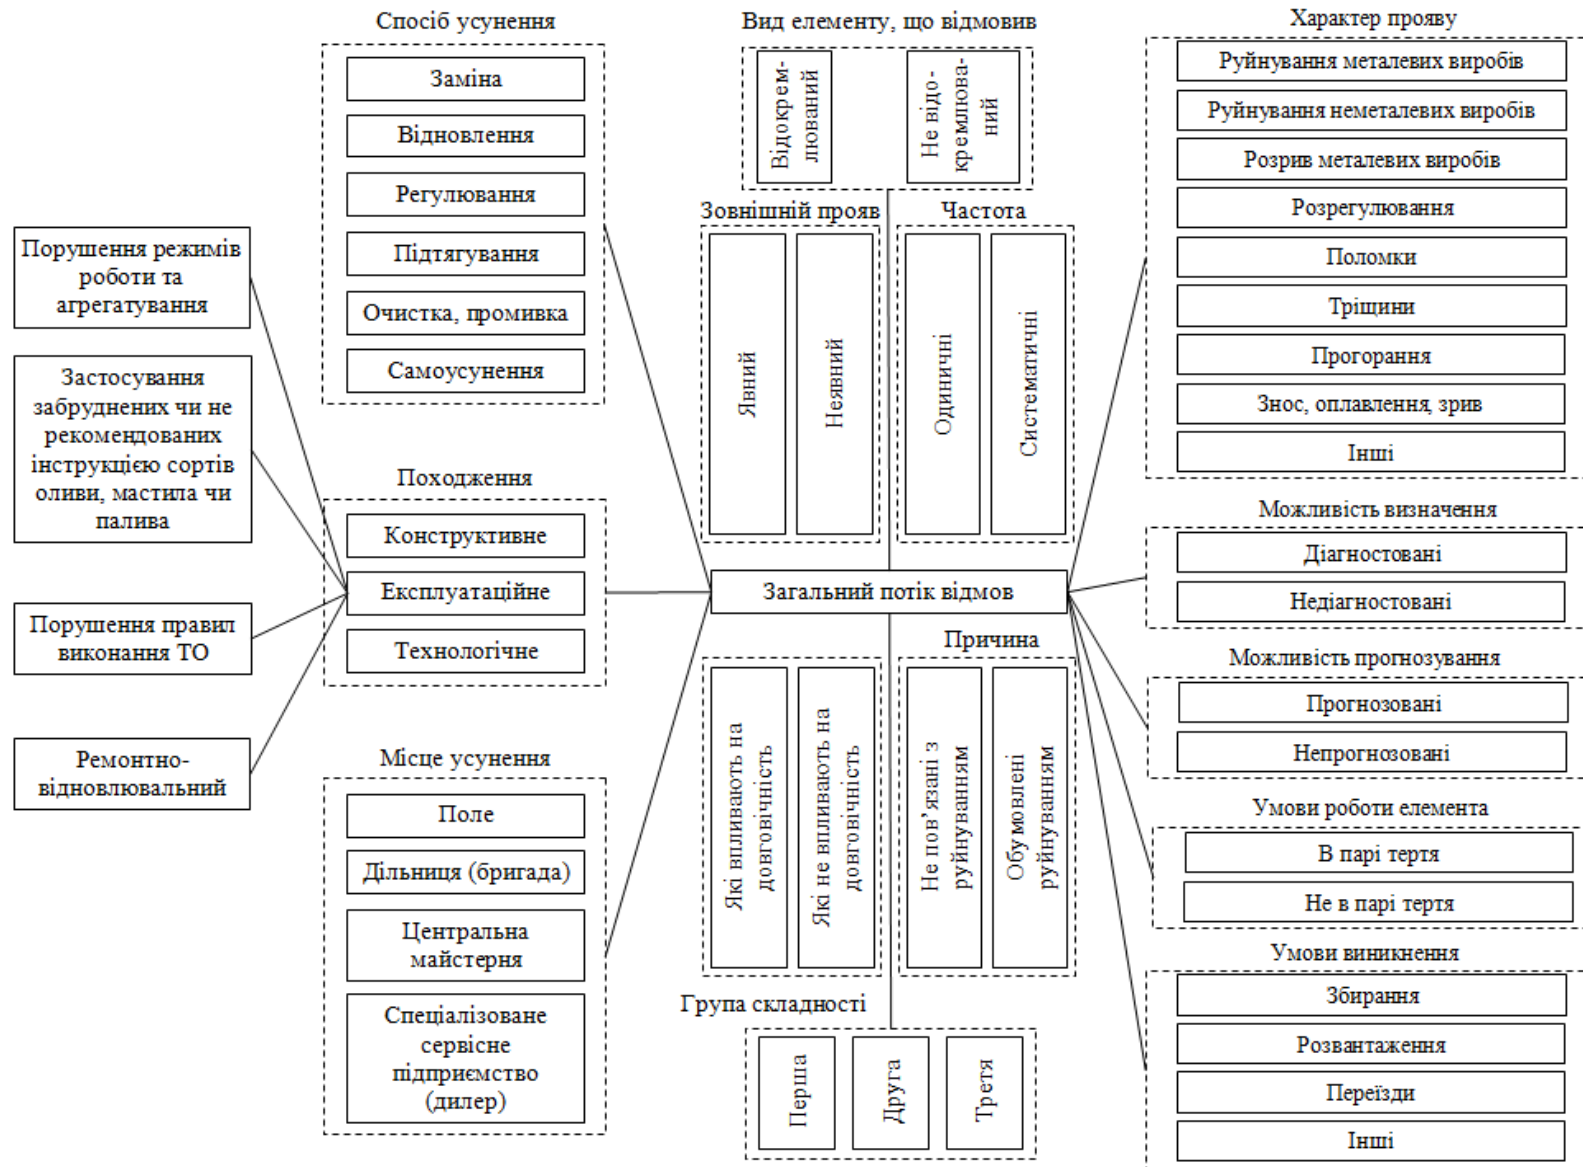 Спосіб усунення
Заміна
Відновлення
Регулювання
Підтягування
Очистка, промивка
Самоусунення
Порушення режимів
роботи та
агрегатування
Застосування
забруднених чи не
рекомендованих
інструкцією сортів
оливи, мастила чи
палива
Порушення правил
виконання ТО
Ремонтно-
відновлювальний
Походження
Конструктивне
Експлуатаційне
Технологічне
Місце усунення
Поле
Дільниця (бригада)
Центральна
майстерня
Спеціалізоване
сервісне
підприємство
(дилер)
Вид елементу, що відмовив
Відокрем-
люваний
Не відо-
кремлюва-
ний
Зовнішній прояв
Явний
Неявний
Частота
Одиничні
Систематичні
Загальний потік відмов
Які впливають на
довговічність
Які не впливають на
довговічність
Причина
Не пов’язані з
руйнуванням
Обумовлені
руйнуванням
Група складності
Перша
Друга
Третя
Характер прояву
Руйнування металевих виробів
Руйнування неметалевих виробів
Розрив металевих виробів
Розрегулювання
Поломки
Тріщини
Прогорання
Знос, оплавлення, зрив
Інші
Можливість визначення
Діагностовані
Недіагностовані
Можливість прогнозування
Прогнозовані
Непрогнозовані
Умови роботи елемента
В парі тертя
Не в парі тертя
Умови виникнення
Збирання
Розвантаження
Переїзди
Інші